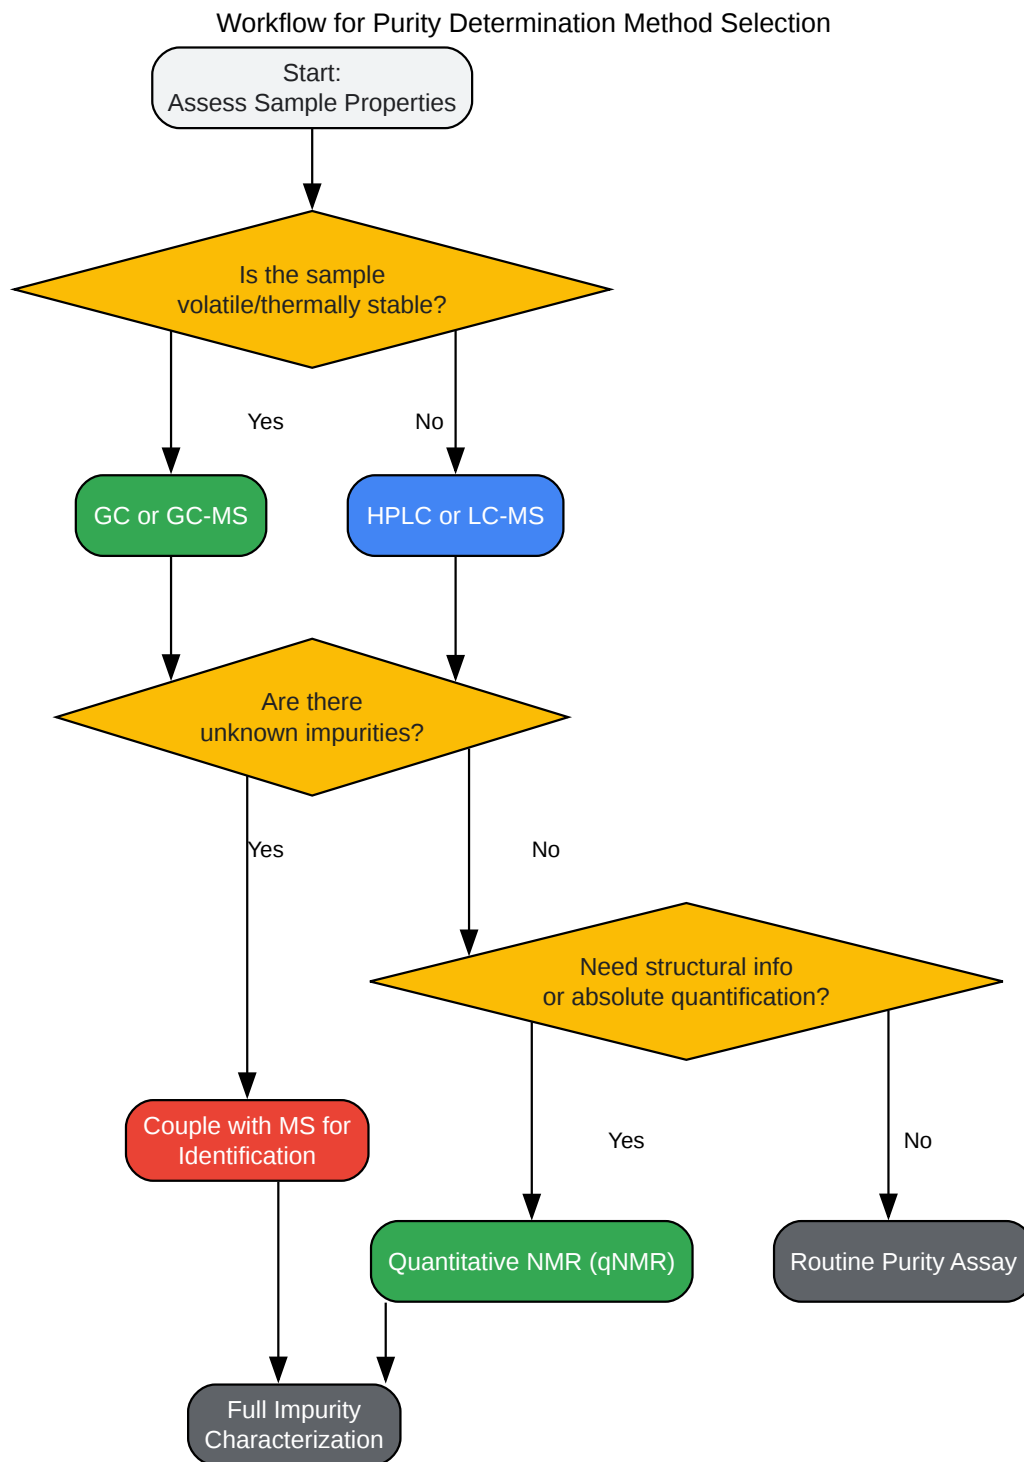 Workflow for Purity Determination Method Selection
Start:
Assess Sample Properties
Is the sample
volatile/thermally stable?
Yes
No
GC or GC-MS
HPLC or LC-MS
Are there
unknown impurities?
Yes
No
Need structural info
or absolute quantification?
Couple with MS for
Identification
Yes
No
Quantitative NMR (qNMR)
Routine Purity Assay
Full Impurity
Characterization